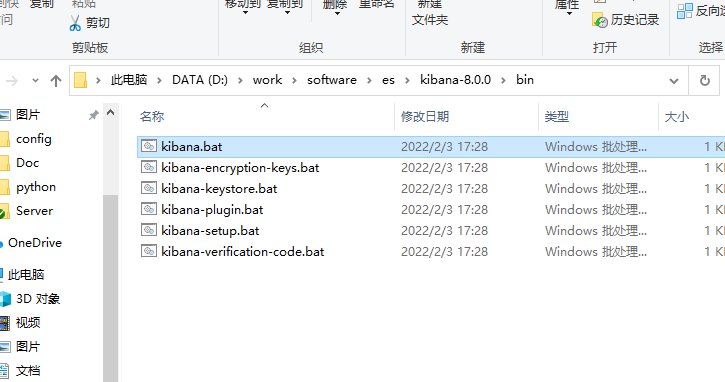 复制
粘贴
剪切
剪贴板
移动到 复制到
删除 重命名
组织
新建
文件夹
新建
属性
历史记录
打开
选择
此电脑 > DATA (D:) > work > software > es > kibana-8.0.0 > bin
名称 修改日期 类型 大小
kibana.bat 2022/2/3 17:28 Windows 批处理...
kibana-encryption-keys.bat 2022/2/3 17:28 Windows 批处理...
kibana-keystore.bat 2022/2/3 17:28 Windows 批处理...
kibana-plugin.bat 2022/2/3 17:28 Windows 批处理...
kibana-setup.bat 2022/2/3 17:28 Windows 批处理...
kibana-verification-code.bat 2022/2/3 17:28 Windows 批处理...
图片
config
Doc
python
Server
OneDrive
此电脑
3D 对象
视频
图片
文档